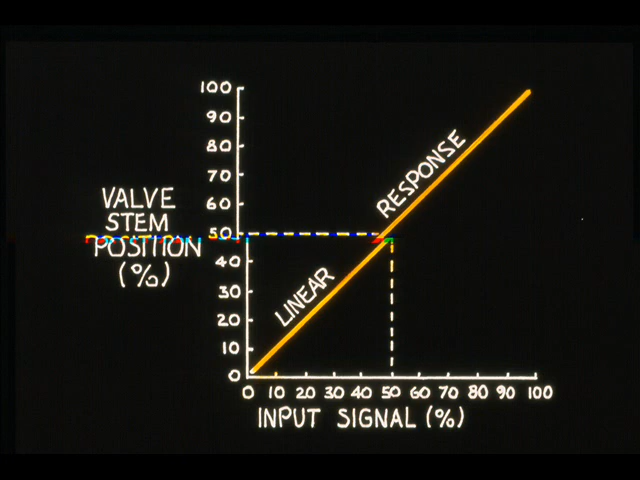 100
90
80
70
60
50
40
30
20
10
0
VALVE
STEM
POSITION
(%)
LINEAR
RESPONSE
0 10 20 30 40 50 60 70 80 90 100
INPUT SIGNAL (%)